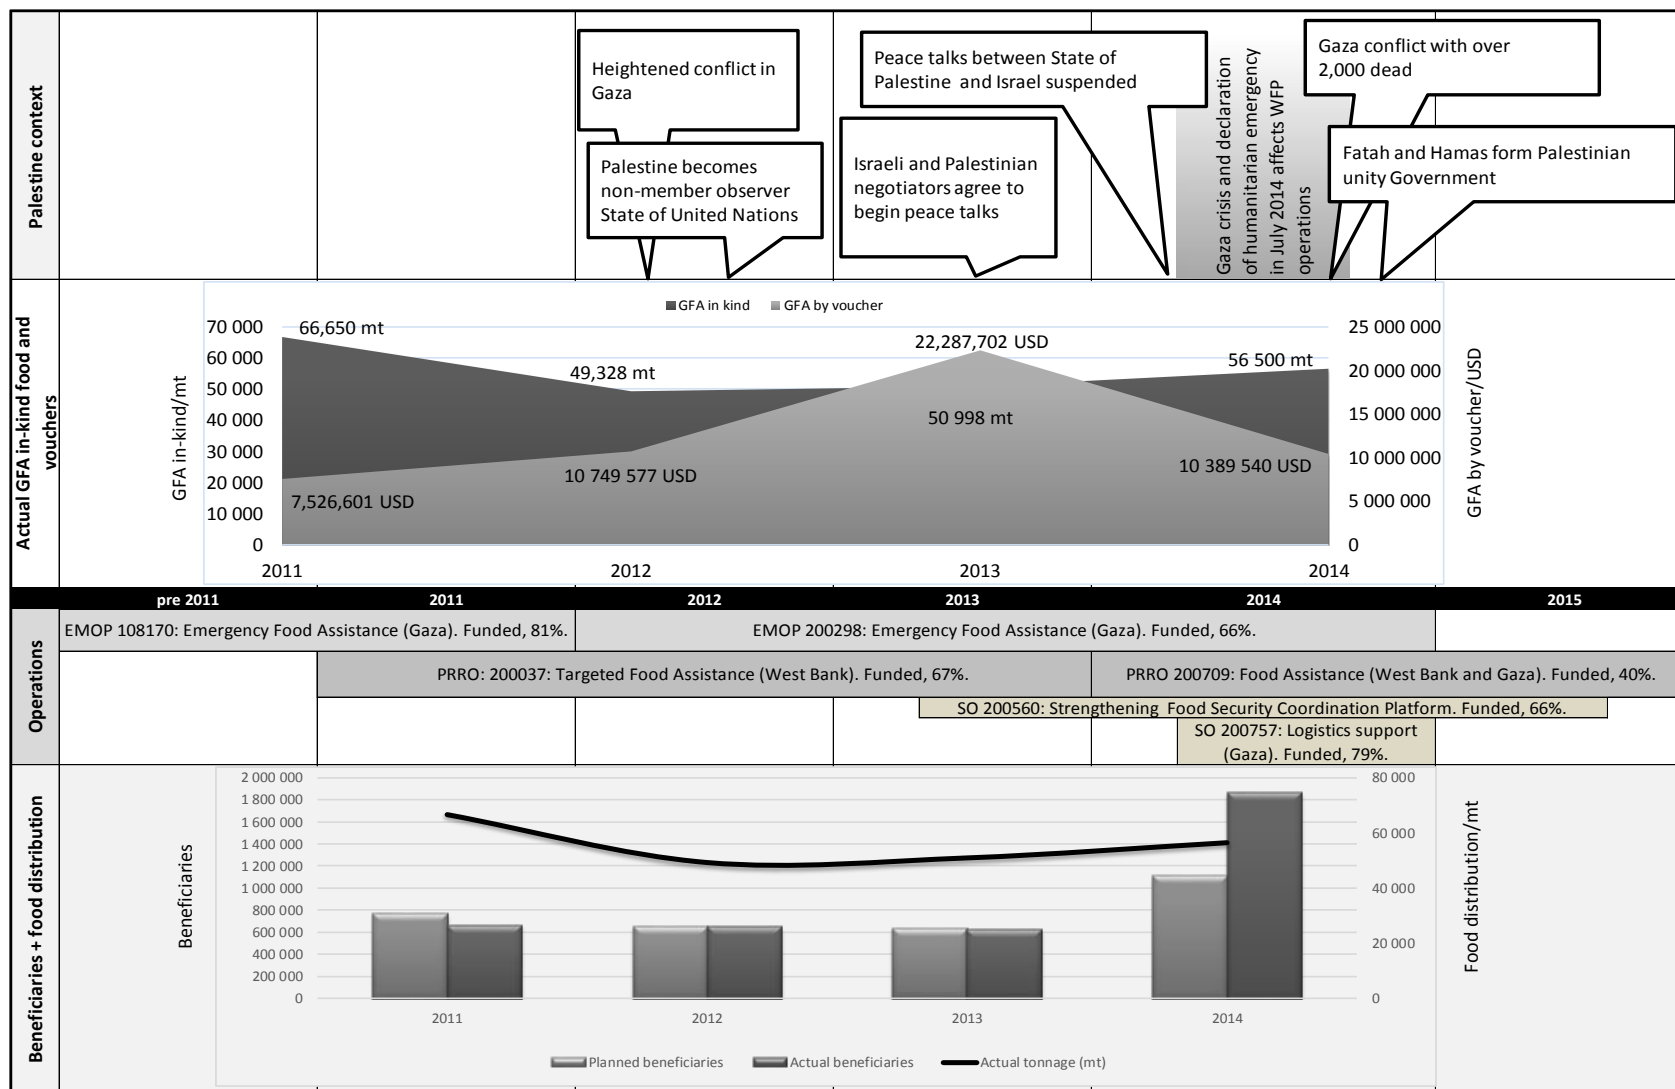 Palestine context
Heightened conflict in
Gaza
Palestine becomes
non-member observer
State of United Nations
Peace talks between State of
Palestine and Israel suspended
Israeli and Palestinian
negotiators agree to
begin peace talks
Gaza crisis and declaration
of humanitarian emergency
in July 2014 affects WFP
operations
Gaza conflict with over
2,000 dead
Fatah and Hamas form Palestinian
unity Government
Actual GFA in-kind food and
vouchers
GFA in kind GFA by voucher
GFA in-kind/mt
70 000
60 000
50 000
40 000
30 000
20 000
10 000
0
66,650 mt
49,328 mt
22,287,702 USD
56 500 mt
50 998 mt
7,526,601 USD
10 749 577 USD
10 389 540 USD
25 000 000
20 000 000
15 000 000
10 000 000
5 000 000
0
GFA by voucher/USD
2011 2012 2013 2014
pre 2011 2011 2012 2013 2014 2015
Operations
EMOP 108170: Emergency Food Assistance (Gaza). Funded, 81%.
EMOP 200298: Emergency Food Assistance (Gaza). Funded, 66%.
PRRO: 200037: Targeted Food Assistance (West Bank). Funded, 67%.
PRRO 200709: Food Assistance (West Bank and Gaza). Funded, 40%.
SO 200560: Strengthening Food Security Coordination Platform. Funded, 66%.
SO 200757: Logistics support
(Gaza). Funded, 79%.
Beneficiaries + food distribution
Beneficiaries
2 000 000
1 800 000
1 600 000
1 400 000
1 200 000
1 000 000
800 000
600 000
400 000
200 000
0
80 000
60 000
40 000
20 000
0
Food distribution/mt
2011 2012 2013 2014
Planned beneficiaries Actual beneficiaries Actual tonnage (mt)